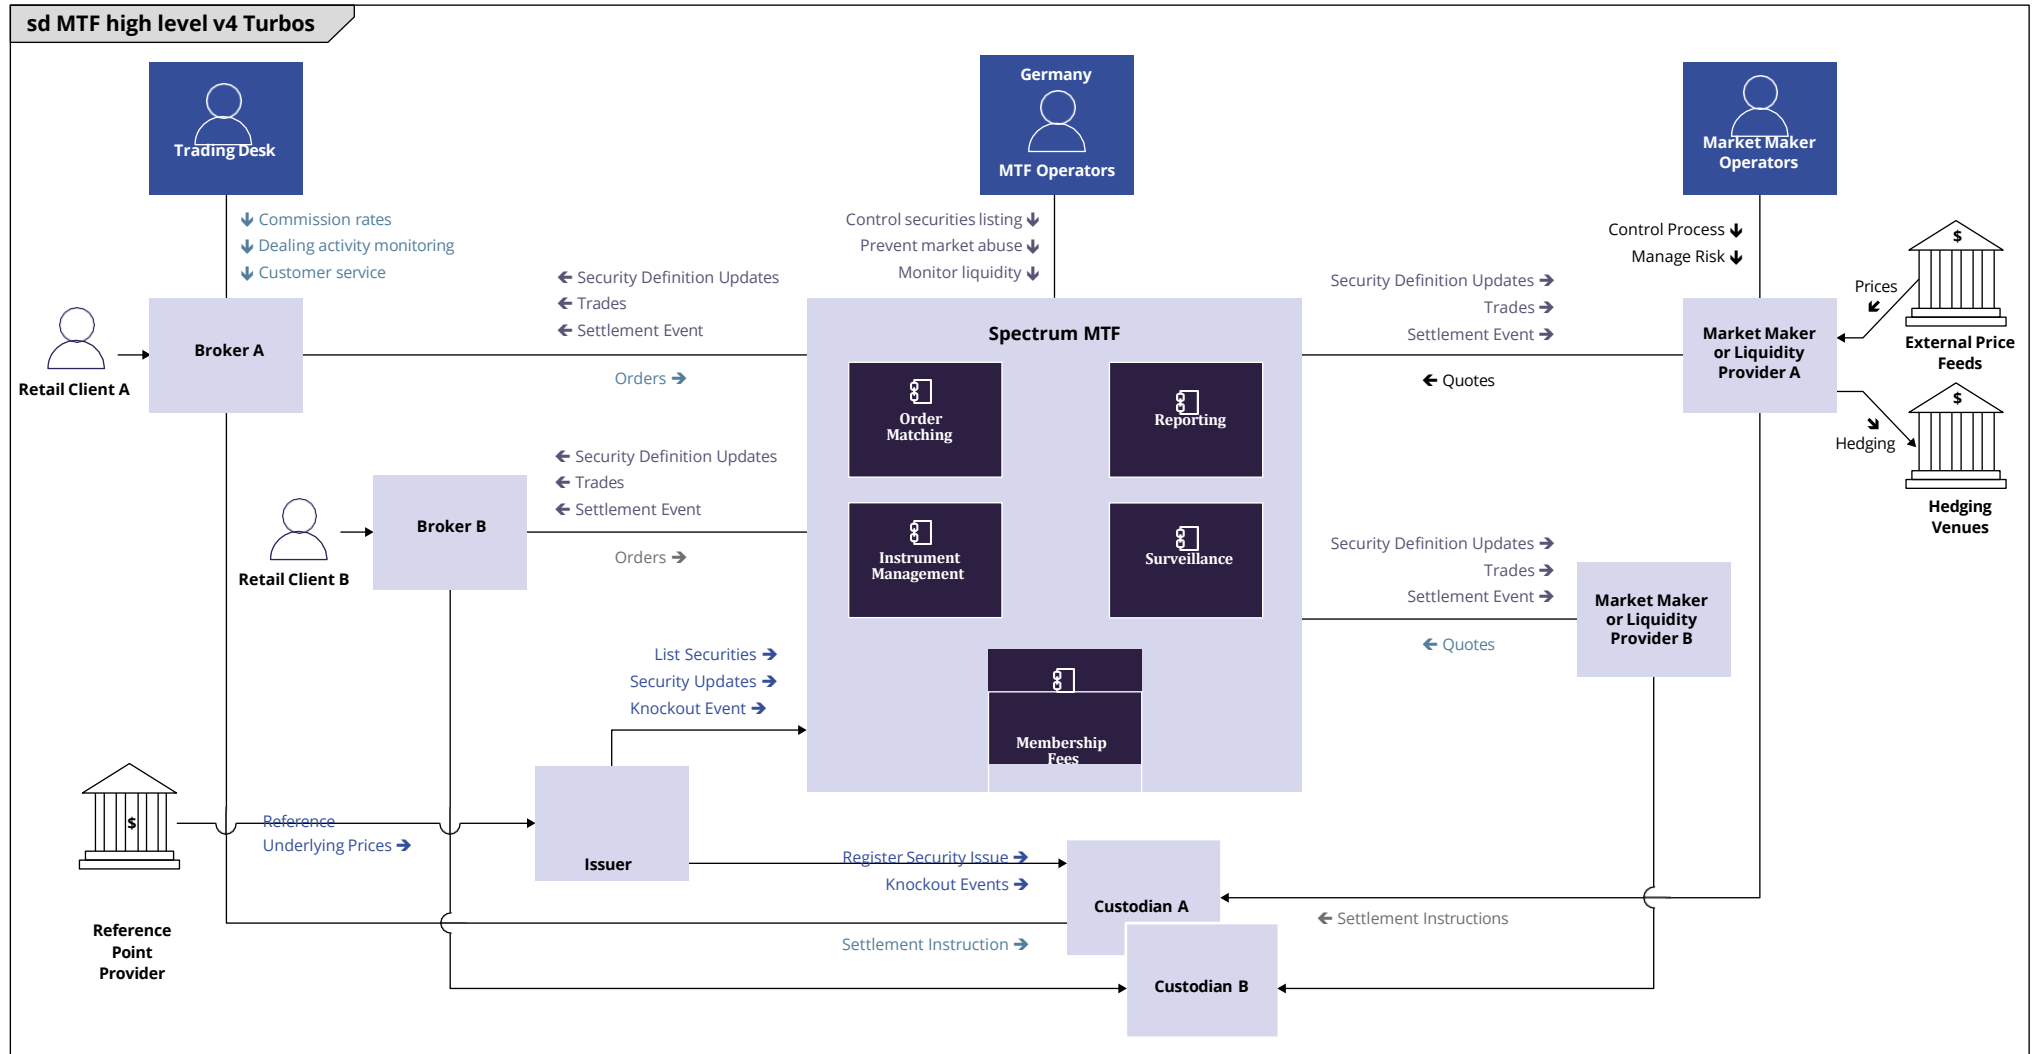 sd MTF high level v4 Turbos
Trading Desk
Germany
MTF Operators
Market Maker
Operators
↓ Commission rates
↓ Dealing activity monitoring
↓ Customer service
Control securities listing ↓
Prevent market abuse ↓
Monitor liquidity ↓
Control Process ↓
Manage Risk ↓
← Security Definition Updates
← Trades
← Settlement Event
Orders →
Security Definition Updates →
Trades →
Settlement Event →
← Quotes
Prices
$
External Price
Feeds
Retail Client A
Broker A
Spectrum MTF
Market Maker
or Liquidity
Provider A
$
Hedging
Hedging
Venues
Order
Matching
Reporting
← Security Definition Updates
← Trades
← Settlement Event
Orders →
Retail Client B
Broker B
Instrument
Management
Surveillance
Security Definition Updates →
Trades →
Settlement Event →
← Quotes
Market Maker
or Liquidity
Provider B
List Securities →
Security Updates →
Knockout Event →
Membership
Fees
$
Reference
Underlying Prices →
Reference
Point
Provider
Issuer
Register Security Issue →
Knockout Events →
Custodian A
← Settlement Instructions
Settlement Instruction →
Custodian B